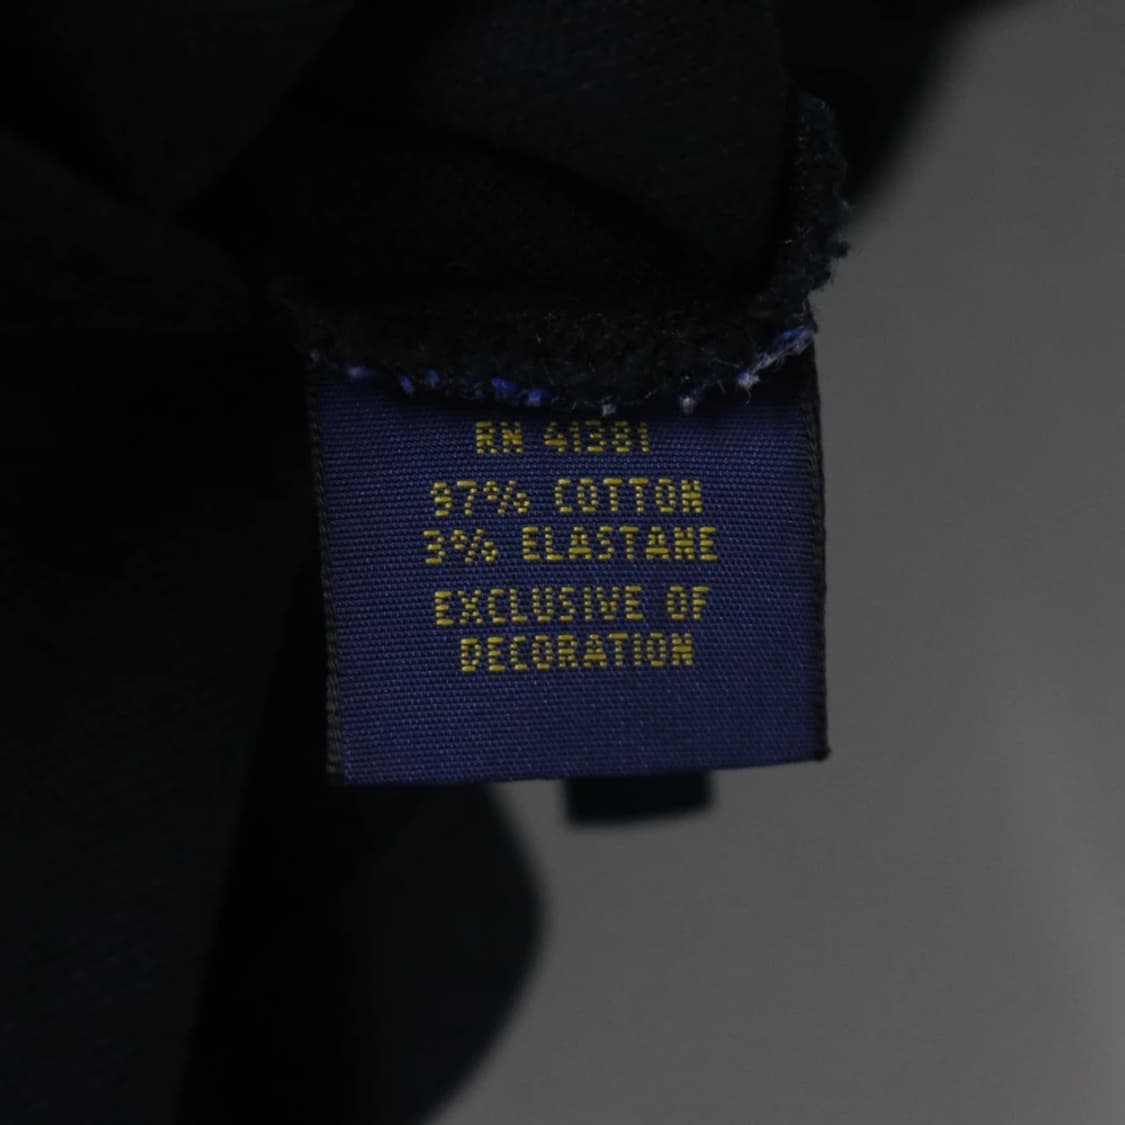 RN 41381
97% COTTON
3% ELASTANE
EXCLUSIVE OF
DECORATION